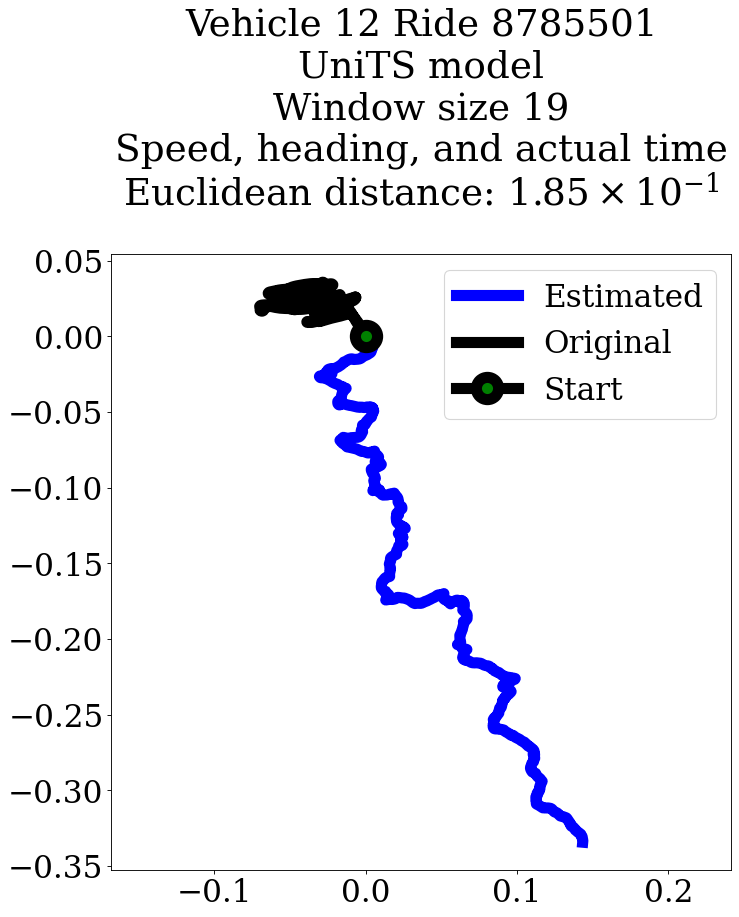 Vehicle 12 Ride 8785501
UniTS model
Window size 19
Speed, heading, and actual time
Euclidean distance: 1.85 × 10⁻¹
0.05
0.00
−0.05
−0.10
−0.15
−0.20
−0.25
−0.30
−0.35
Estimated
Original
Start
−0.1
0.0
0.1
0.2